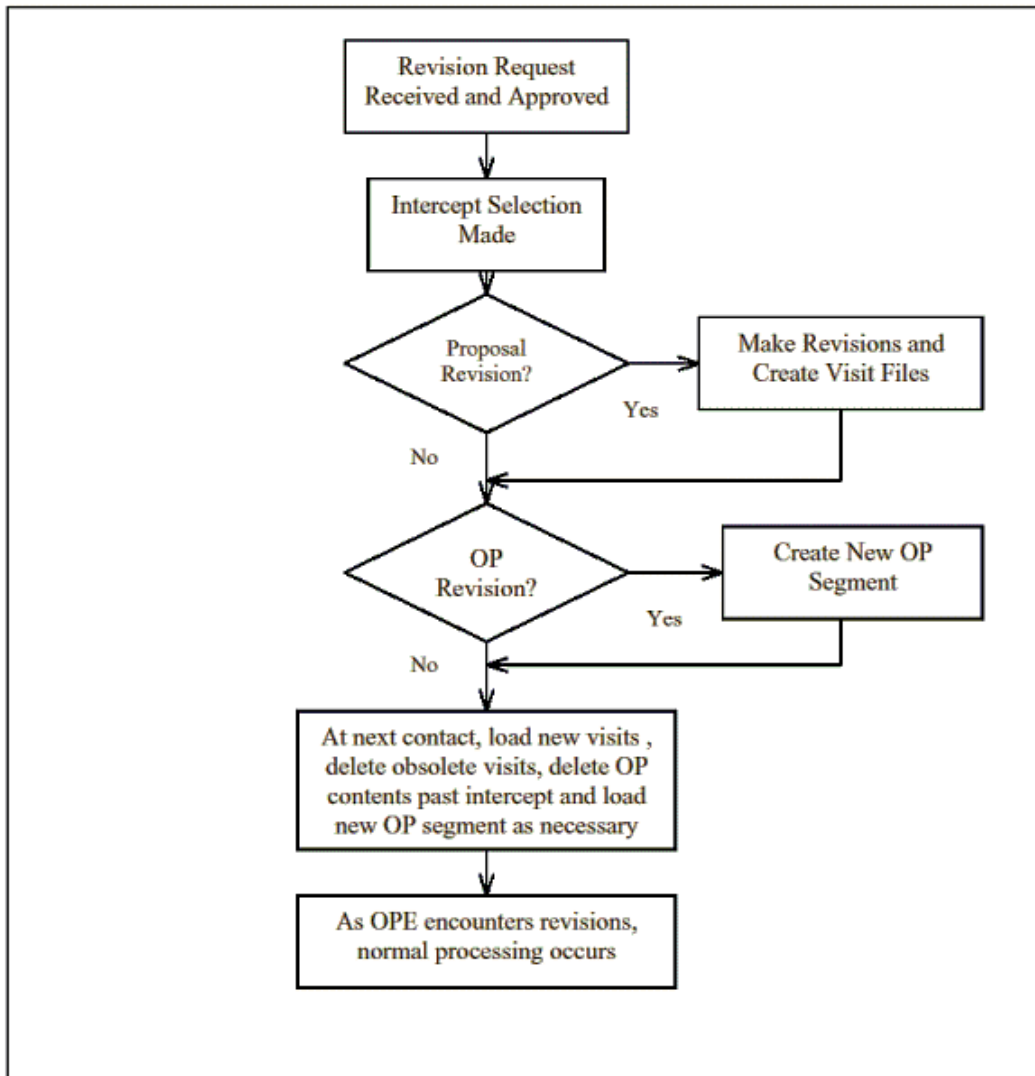 Revision Request
Received and Approved
Intercept Selection
Made
Proposal
Revision?
Yes
No
Make Revisions and
Create Visit Files
OP
Revision?
Yes
No
Create New OP
Segment
At next contact, load new visits ,
delete obsolete visits, delete OP
contents past intercept and load
new OP segment as necessary
As OPE encounters revisions,
normal processing occurs